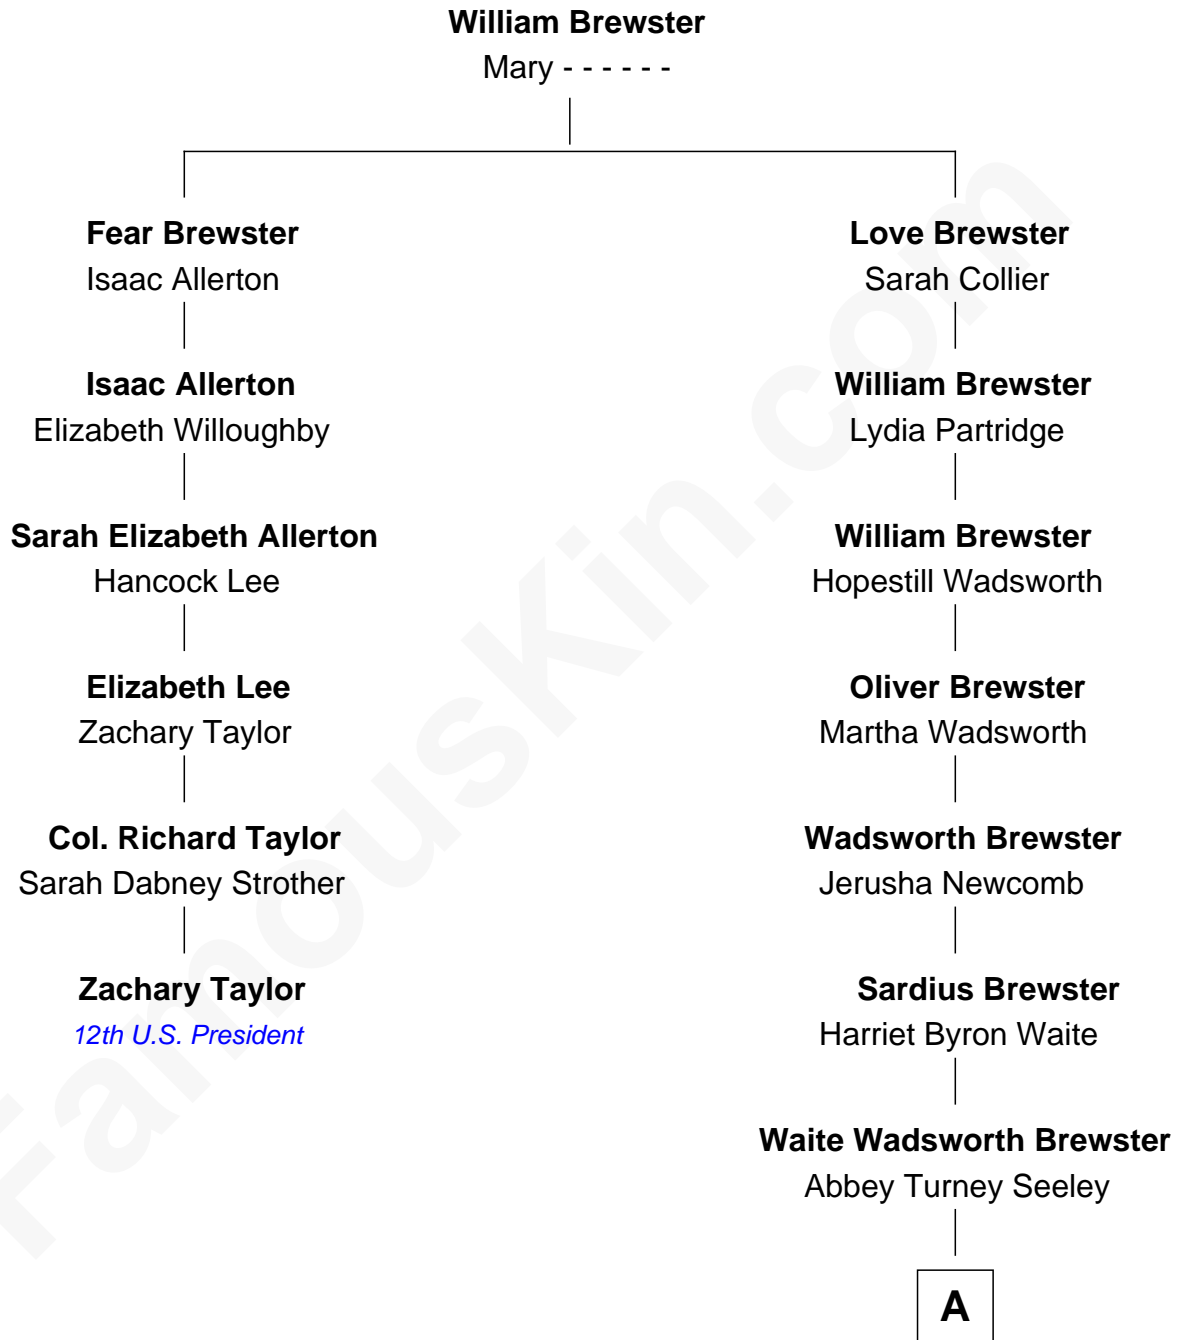 William Brewster
Mary - - - - - -
Fear Brewster
Isaac Allerton
Love Brewster
Sarah Collier
Isaac Allerton
Elizabeth Willoughby
William Brewster
Lydia Partridge
Sarah Elizabeth Allerton
Hancock Lee
William Brewster
Hopestill Wadsworth
Elizabeth Lee
Zachary Taylor
Oliver Brewster
Martha Wadsworth
Col. Richard Taylor
Sarah Dabney Strother
Wadsworth Brewster
Jerusha Newcomb
Zachary Taylor
12th U.S. President
Sardius Brewster
Harriet Byron Waite
Waite Wadsworth Brewster
Abbey Turney Seeley
A
FamousKin.com